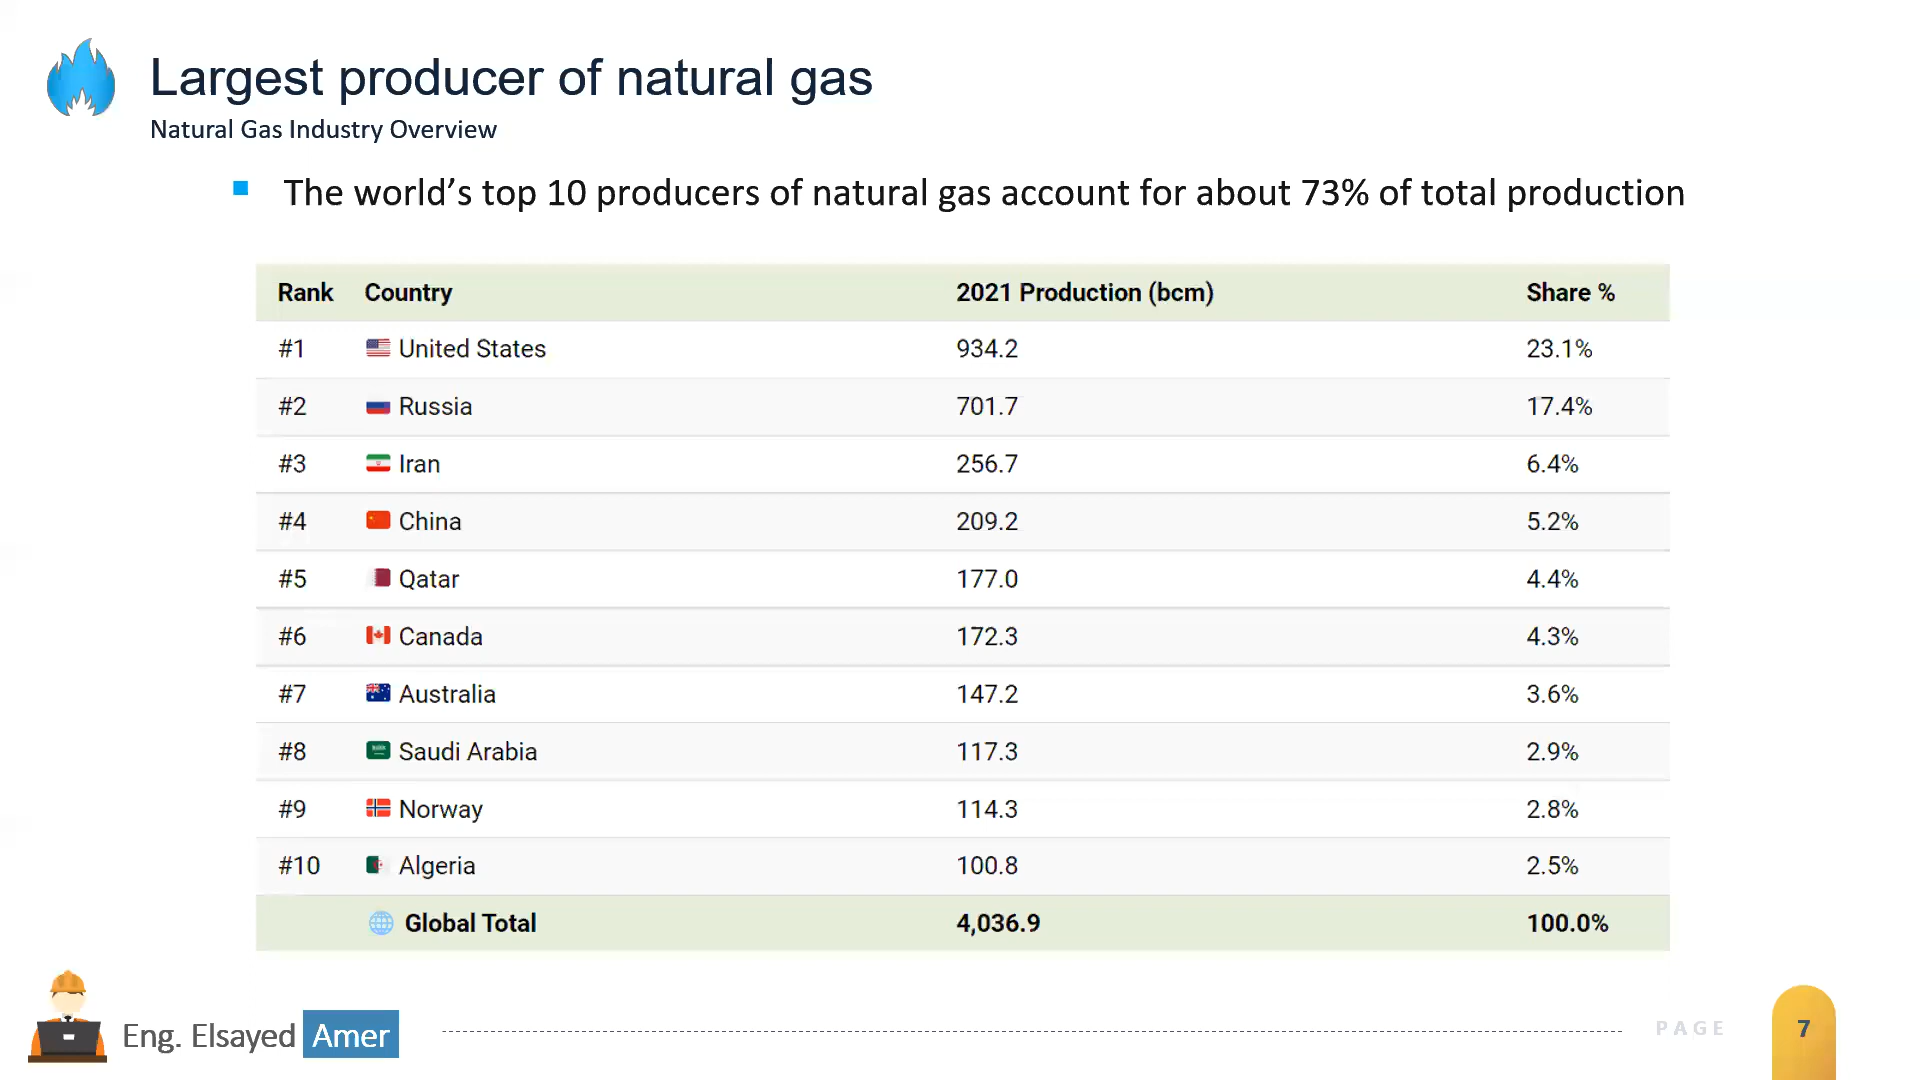 Largest producer of natural gas
Natural Gas Industry Overview
The world’s top 10 producers of natural gas account for about 73% of total production
Rank Country 2021 Production (bcm) Share %
#1 United States 934.2 23.1%
#2 Russia 701.7 17.4%
#3 Iran 256.7 6.4%
#4 China 209.2 5.2%
#5 Qatar 177.0 4.4%
#6 Canada 172.3 4.3%
#7 Australia 147.2 3.6%
#8 Saudi Arabia 117.3 2.9%
#9 Norway 114.3 2.8%
#10 Algeria 100.8 2.5%
Global Total 4,036.9 100.0%
Eng. Elsayed Amer PAGE 7